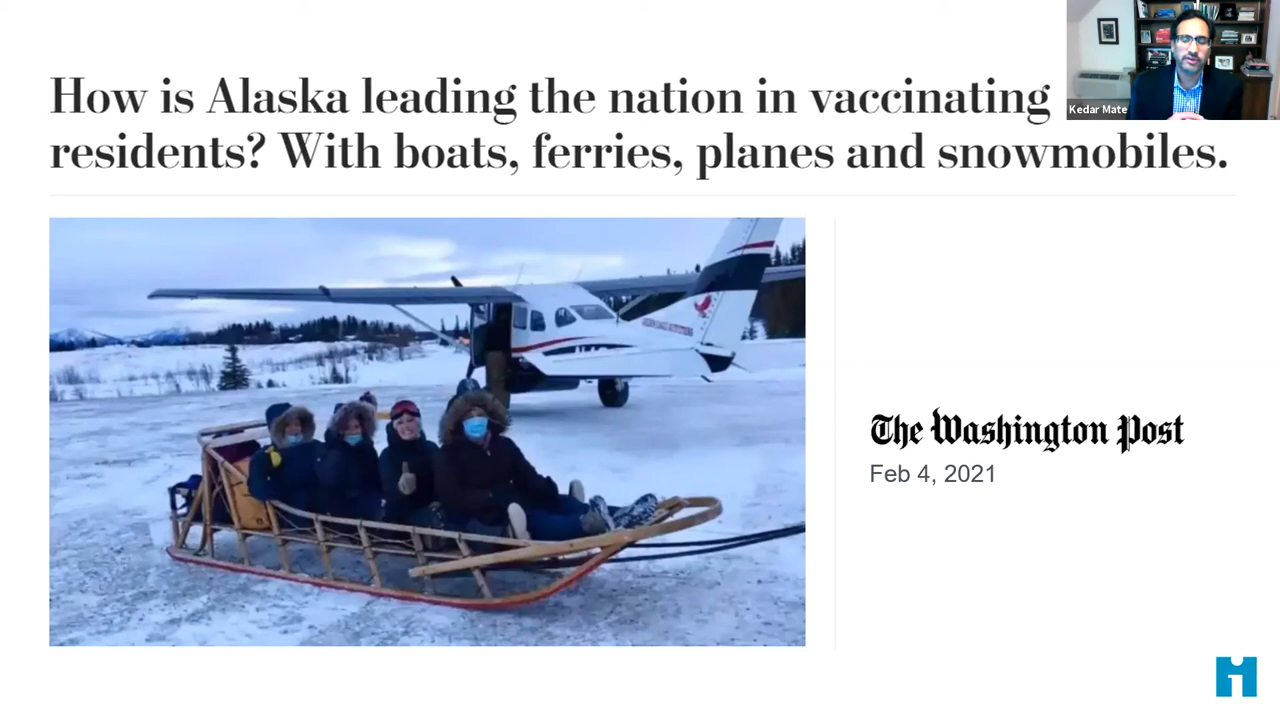 How is Alaska leading the nation in vaccinating
residents? With boats, ferries, planes and snowmobiles.
Kedar Mate
The Washington Post
Feb 4, 2021